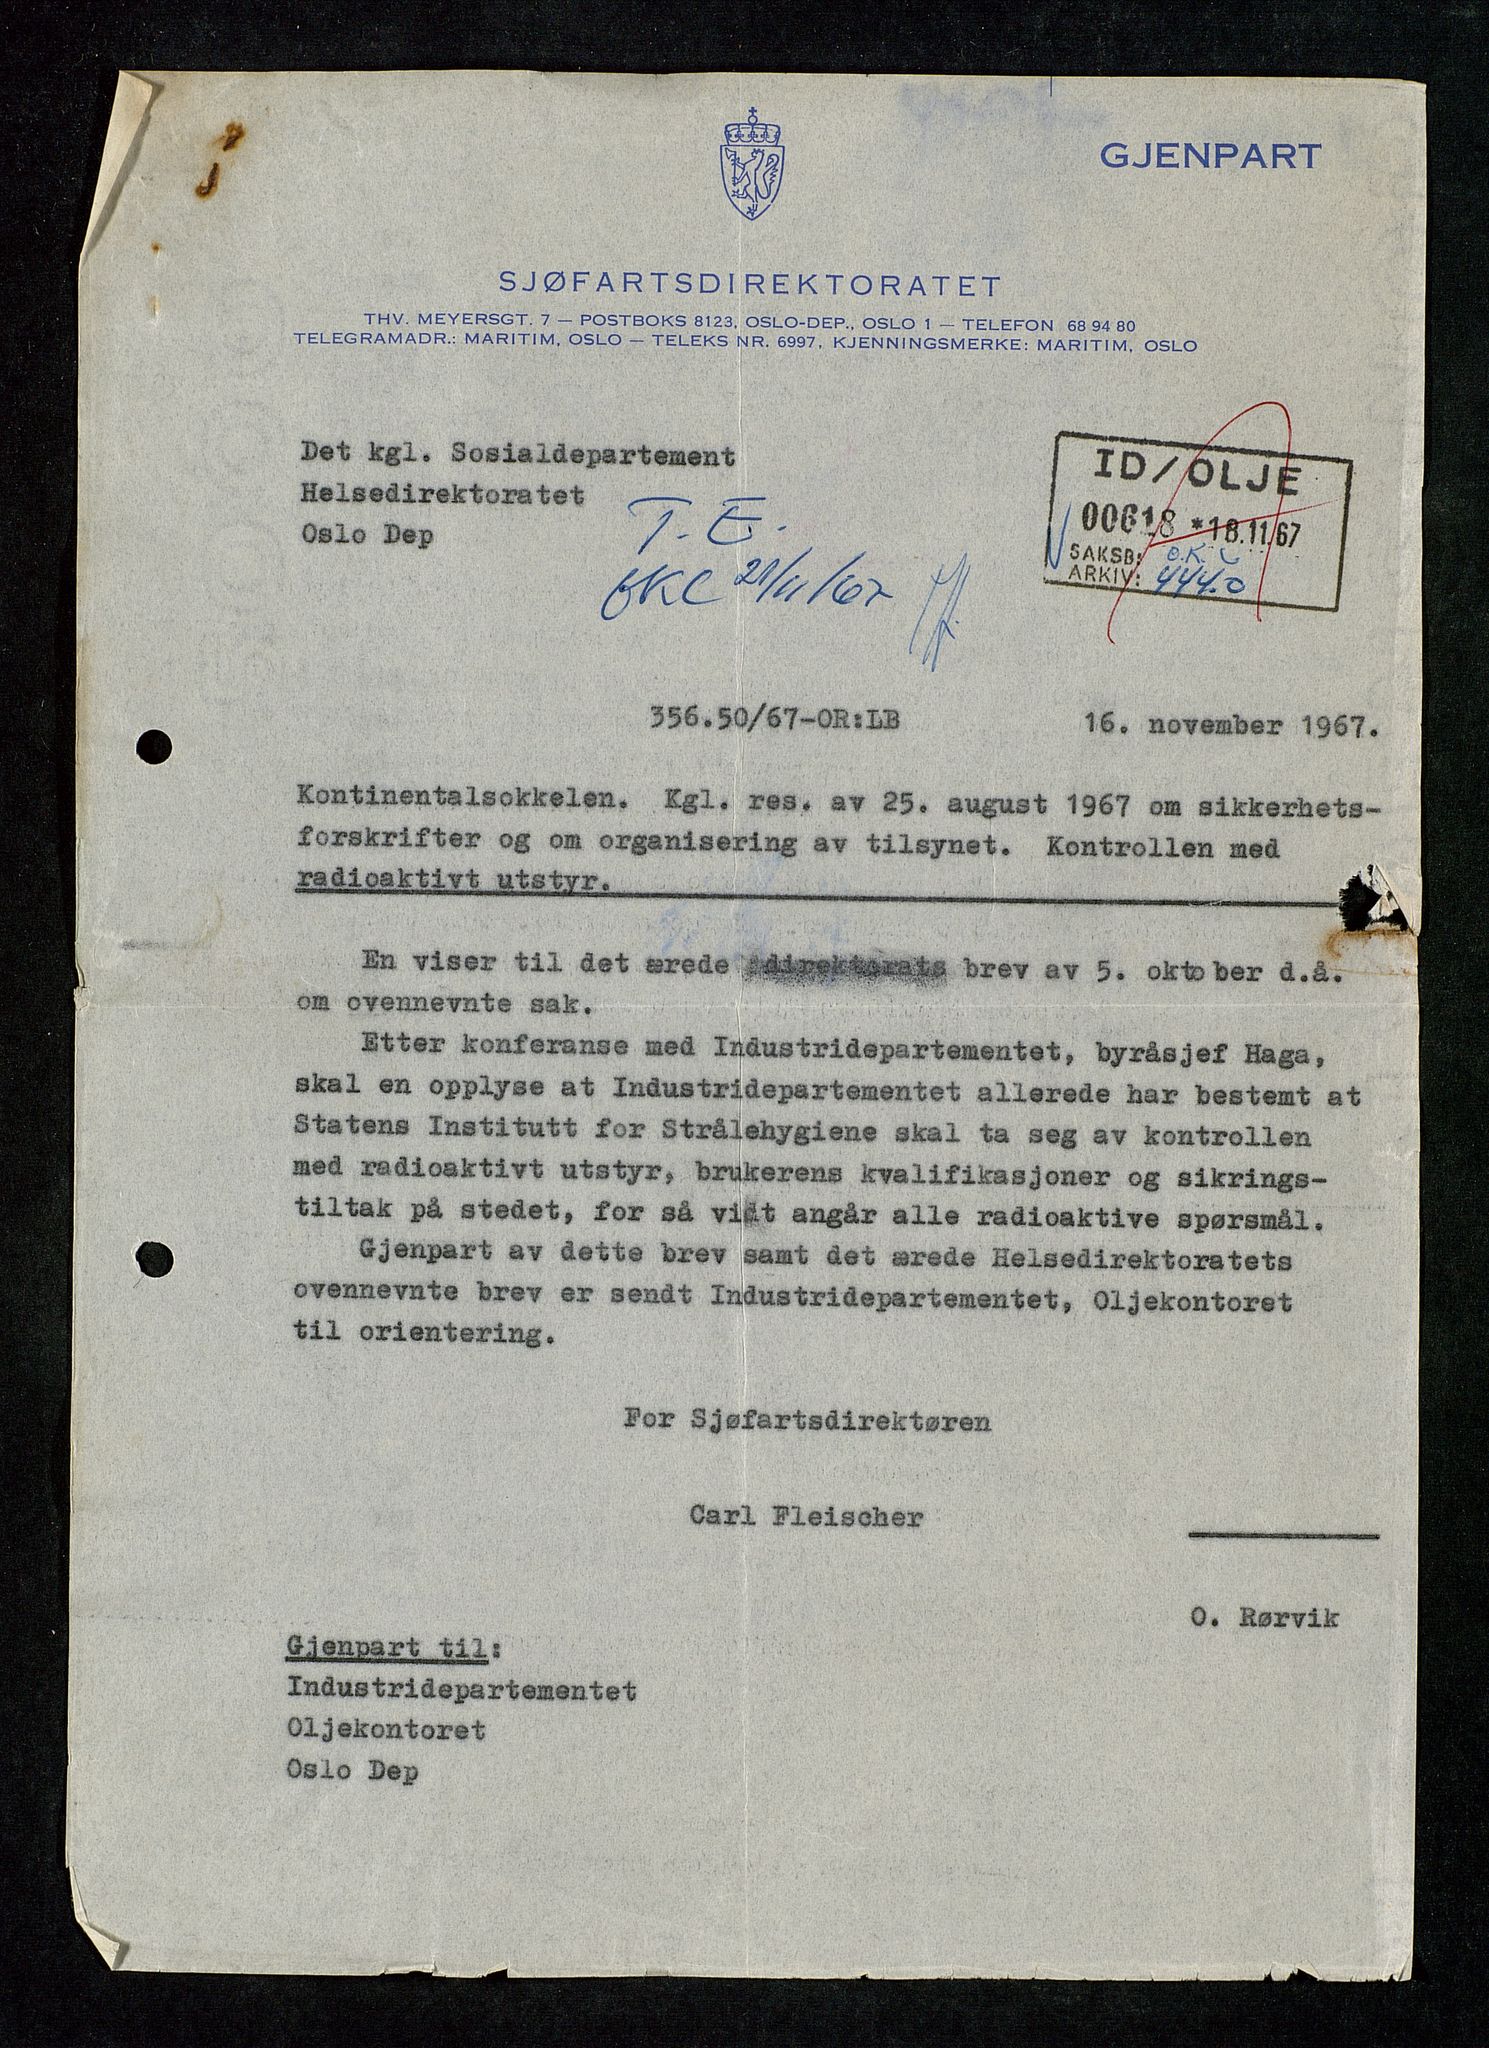 GJENPART
SJØFARTSDIREKTORATET
THV. MEYERSGT. 7 — POSTBOKS 8123, OSLO-DEP., OSLO 1 — TELEFON 68 94 80
TELEGRAMADR.: MARITIM, OSLO — TELEKS NR. 6997, KJENNINGSMERKE: MARITIM, OSLO
Det kgl. Sosialdepartement
Helsedirektoratet
Oslo Dep
T. E.
OKC 21/11/67
ID/OLJE
00618 *18.11.67
SAKSB: O.K.C
ARKIV: 444.0
356.50/67-OR:LB 16. november 1967.
Kontinentalsokkelen. Kgl. res. av 25. august 1967 om sikkerhets-
forskrifter og om organisering av tilsynet. Kontrollen med
radioaktivt utstyr.
En viser til det ærede direktorats brev av 5. oktober d.å.
om ovennevnte sak.
Etter konferanse med Industridepartementet, byråsjef Haga,
skal en opplyse at Industridepartementet allerede har bestemt at
Statens Institutt for Strålehygiene skal ta seg av kontrollen
med radioaktivt utstyr, brukerens kvalifikasjoner og sikrings-
tiltak på stedet, for så vidt angår alle radioaktive spørsmål.
Gjenpart av dette brev samt det ærede Helsedirektoratets
ovennevnte brev er sendt Industridepartementet, Oljekontoret
til orientering.
For Sjøfartsdirektøren
Carl Fleischer
O. Rørvik
Gjenpart til:
Industridepartementet
Oljekontoret
Oslo Dep